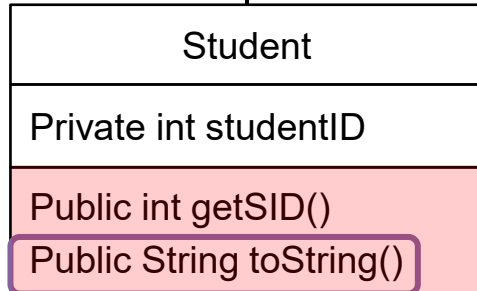 Student
Private int studentID
Public int getSID()
Public String toString()